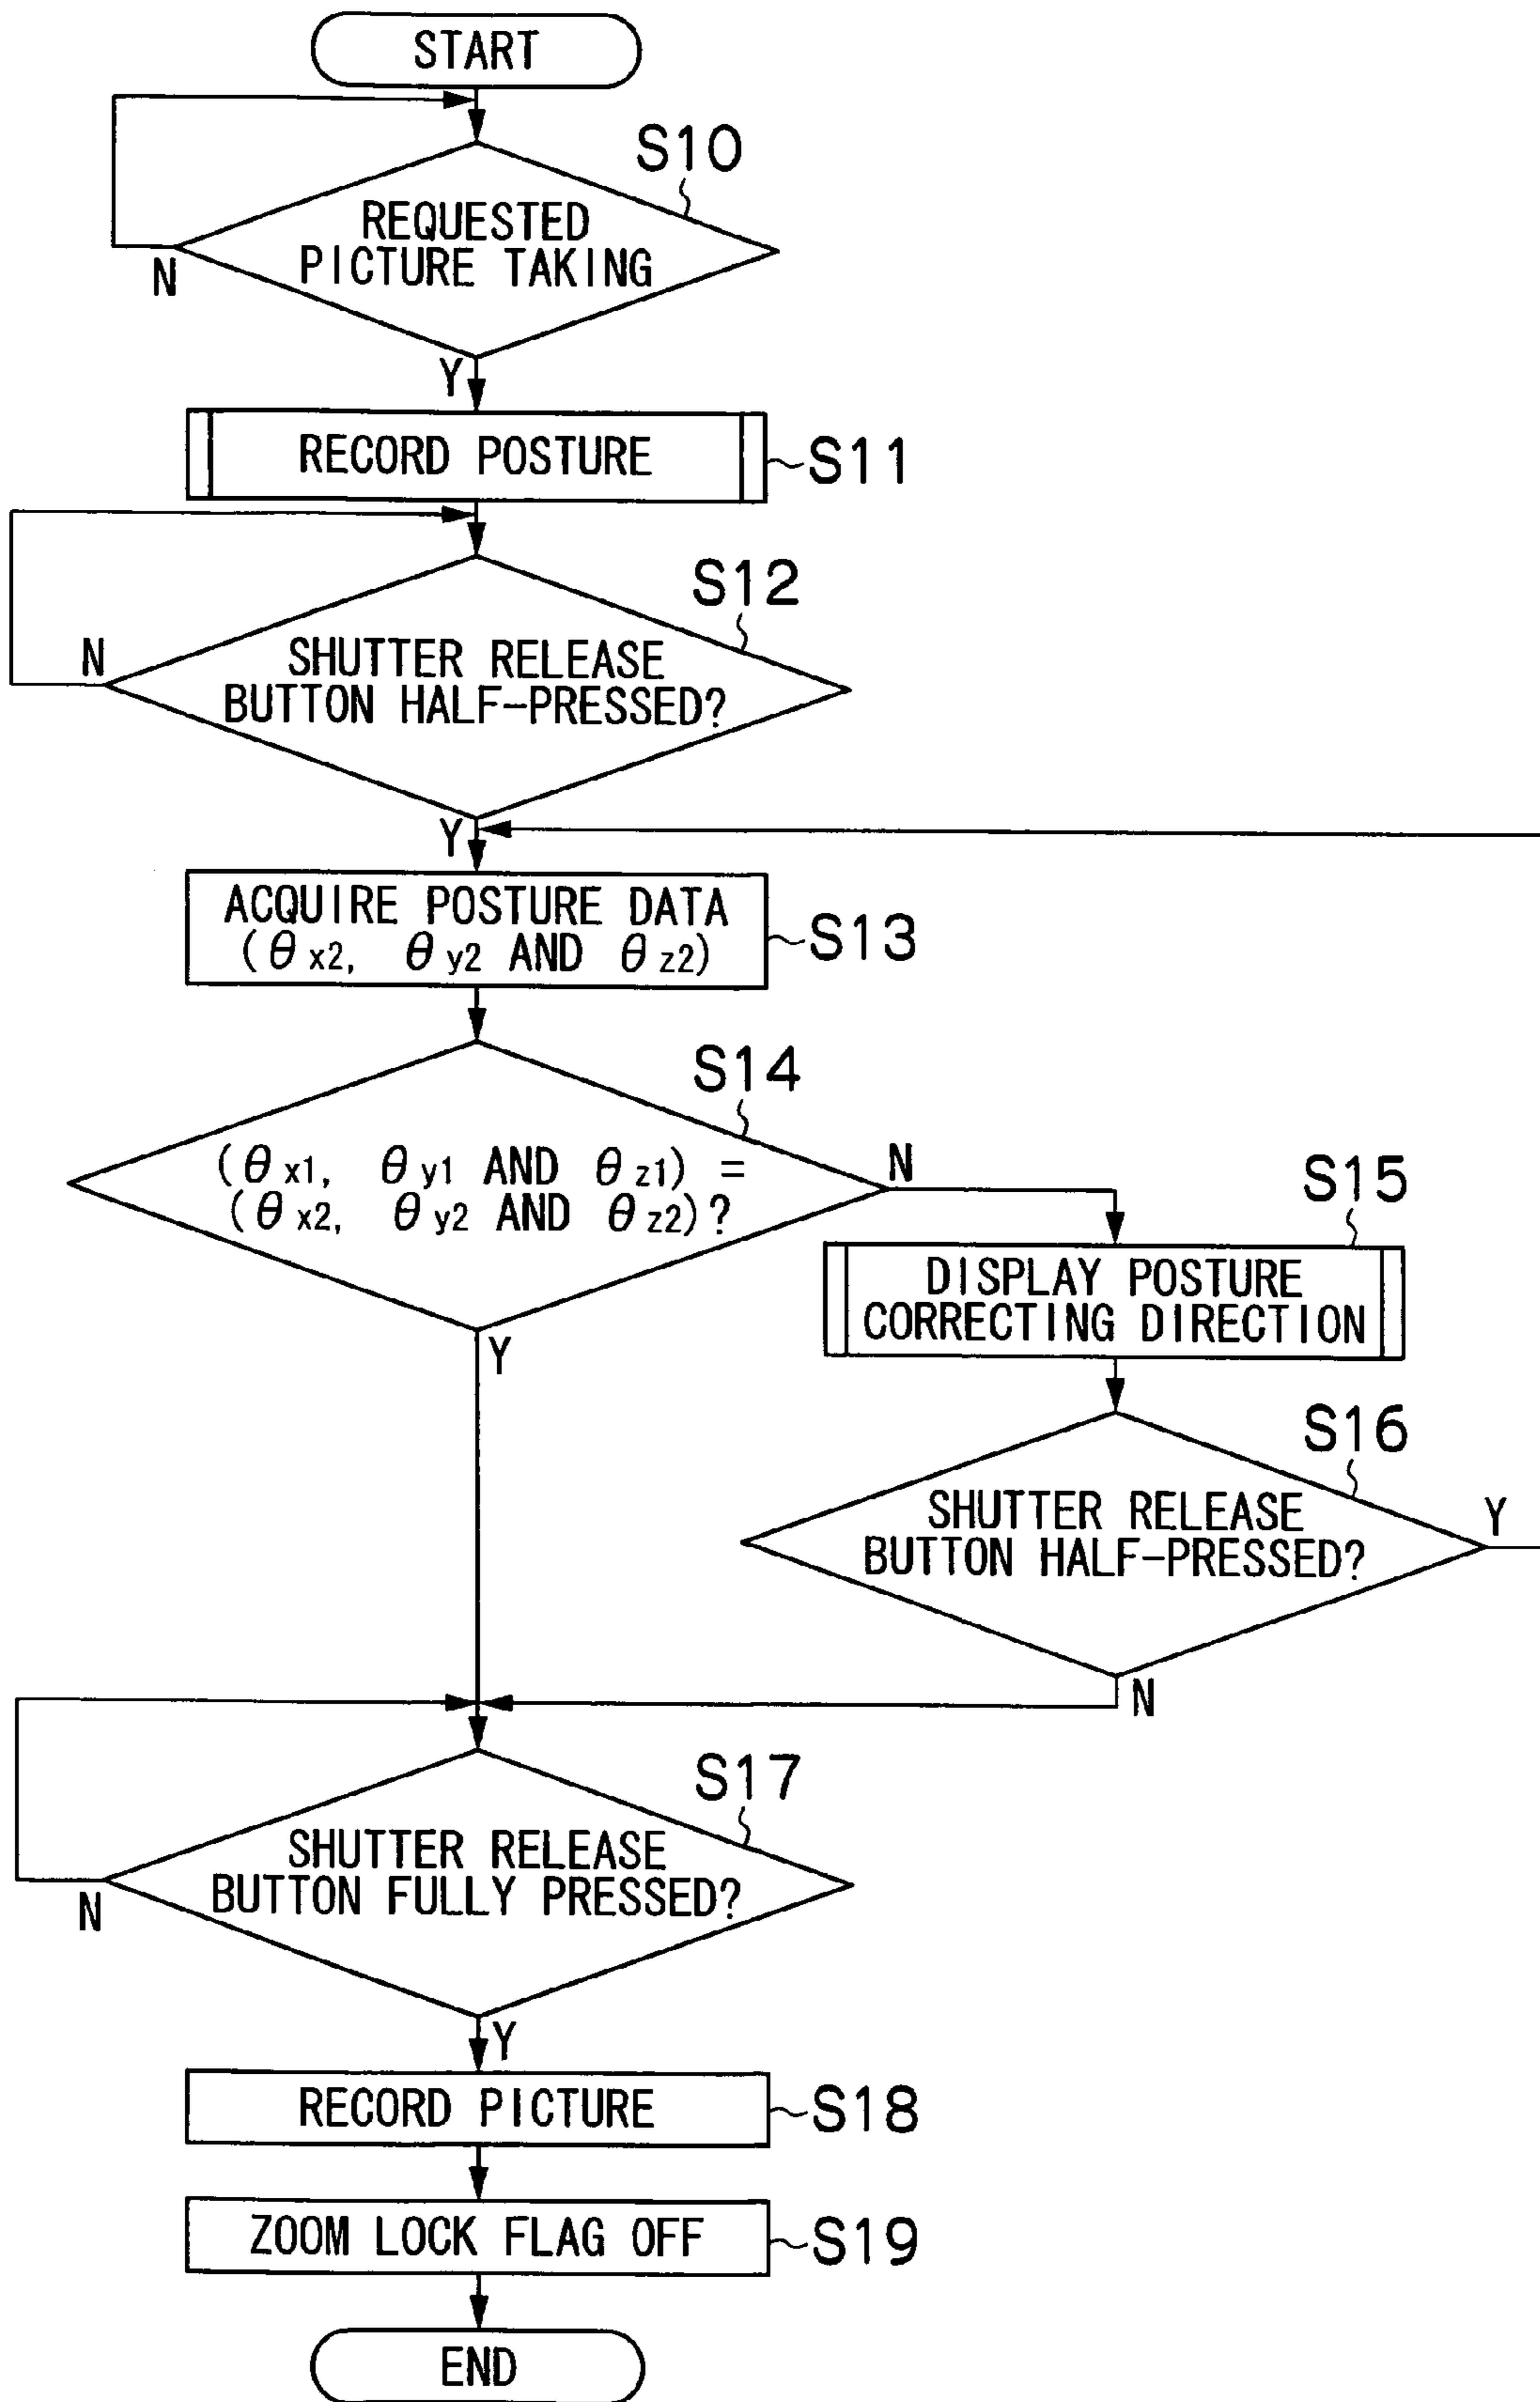 START
S10
REQUESTED
PICTURE TAKING
N
Y
RECORD POSTURE
S11
S12
SHUTTER RELEASE
BUTTON HALF-PRESSED?
N
Y
ACQUIRE POSTURE DATA
(θx2, θy2 AND θz2)
S13
S14
(θx1, θy1 AND θz1) =
(θx2, θy2 AND θz2)?
N
Y
S15
DISPLAY POSTURE
CORRECTING DIRECTION
S16
SHUTTER RELEASE
BUTTON HALF-PRESSED?
Y
N
S17
SHUTTER RELEASE
BUTTON FULLY PRESSED?
N
Y
RECORD PICTURE
S18
ZOOM LOCK FLAG OFF
S19
END